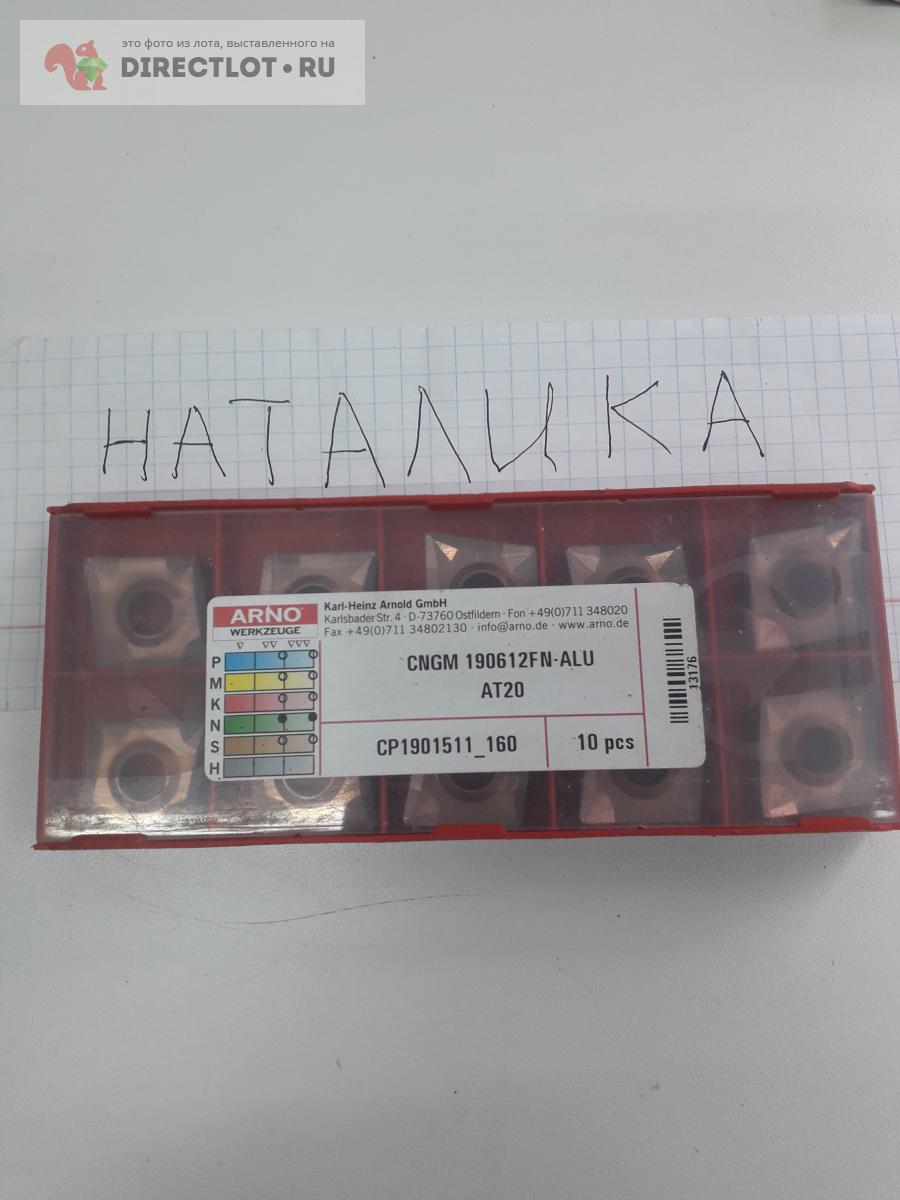 это фото из лота, выставленного на
DIRECTLOT•RU
НАТАЛИКА
ARNO®
WERKZEUGE
Karl-Heinz Arnold GmbH
Karlsbader Str. 4 · D-73760 Ostfildern · Fon +49(0)711 348020
Fax +49(0)711 34802130 · info@arno.de · www.arno.de
P
M
K
N
S
H
CNGM 190612FN-ALU
AT20
CP1901511_160
10 pcs
13176